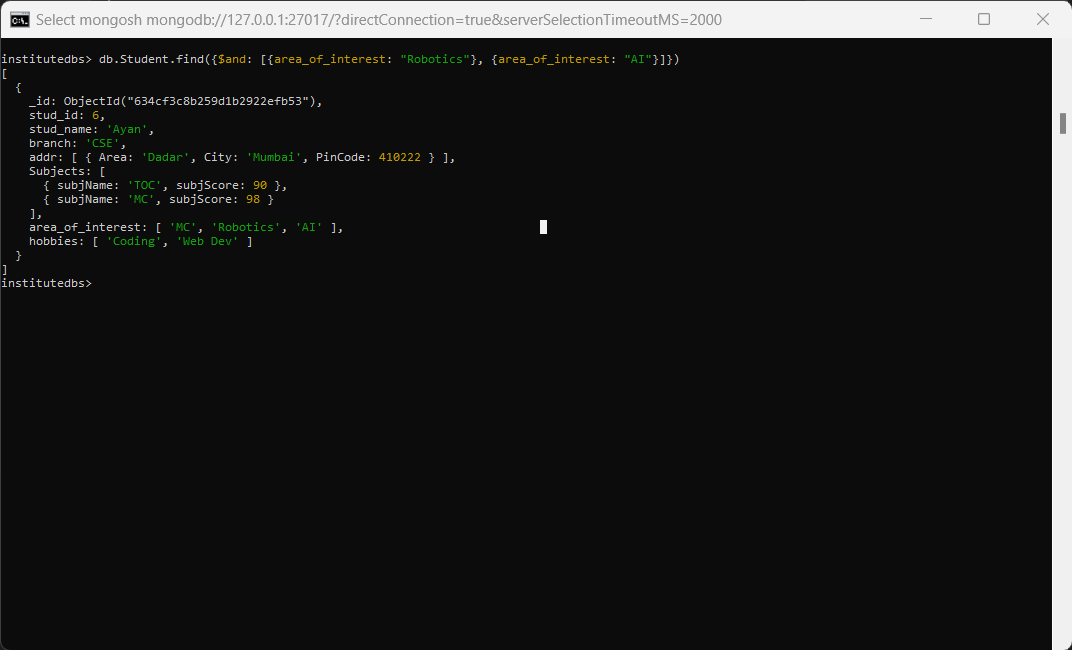 Select mongosh mongodb://127.0.0.1:27017/?directConnection=true&serverSelectionTimeoutMS=2000
institutedbs> db.Student.find({$and: [{area_of_interest: "Robotics"}, {area_of_interest: "AI"}]})
[
  {
    _id: ObjectId("634cf3c8b259d1b2922efb53"),
    stud_id: 6,
    stud_name: 'Ayan',
    branch: 'CSE',
    addr: [ { Area: 'Dadar', City: 'Mumbai', PinCode: 410222 } ],
    Subjects: [
      { subjName: 'TOC', subjScore: 90 },
      { subjName: 'MC', subjScore: 98 }
    ],
    area_of_interest: [ 'MC', 'Robotics', 'AI' ],
    hobbies: [ 'Coding', 'Web Dev' ]
  }
]
institutedbs>